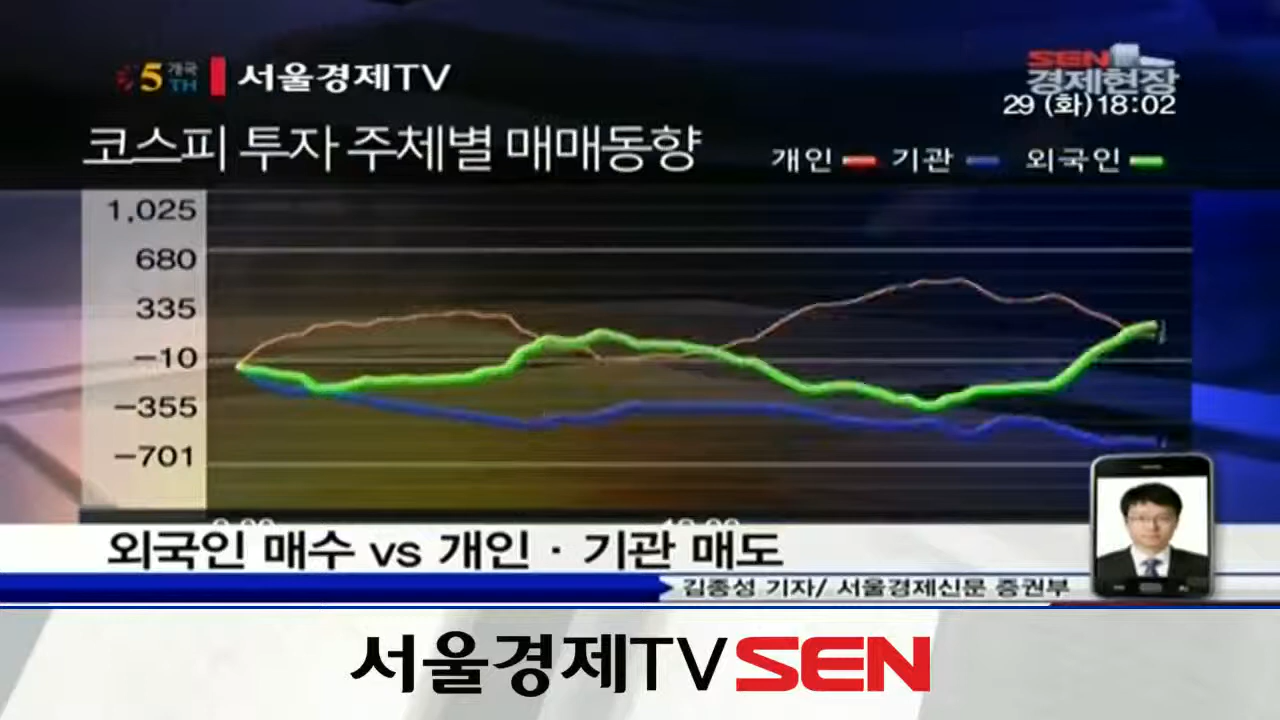 5 개국
TH
서울경제TV
SEN
경제현장
29 (화) 18:02
코스피 투자 주체별 매매동향
개인 기관 외국인
1,025
680
335
-10
-355
-701
외국인 매수 vs 개인 · 기관 매도
김종성 기자/ 서울경제신문 증권부
서울경제TV SEN